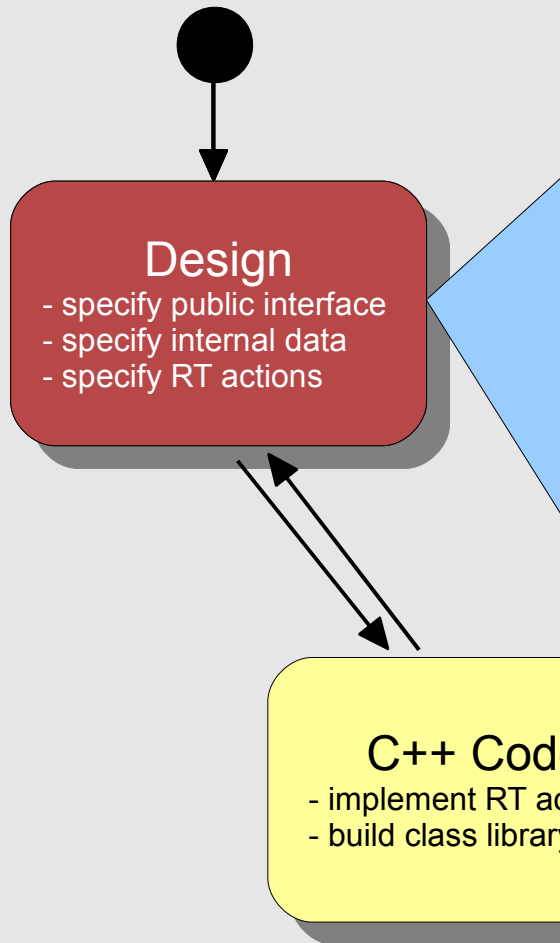 Design
- specify public interface
- specify internal data
- specify RT actions
C++ Cod
- implement RT ac
- build class library